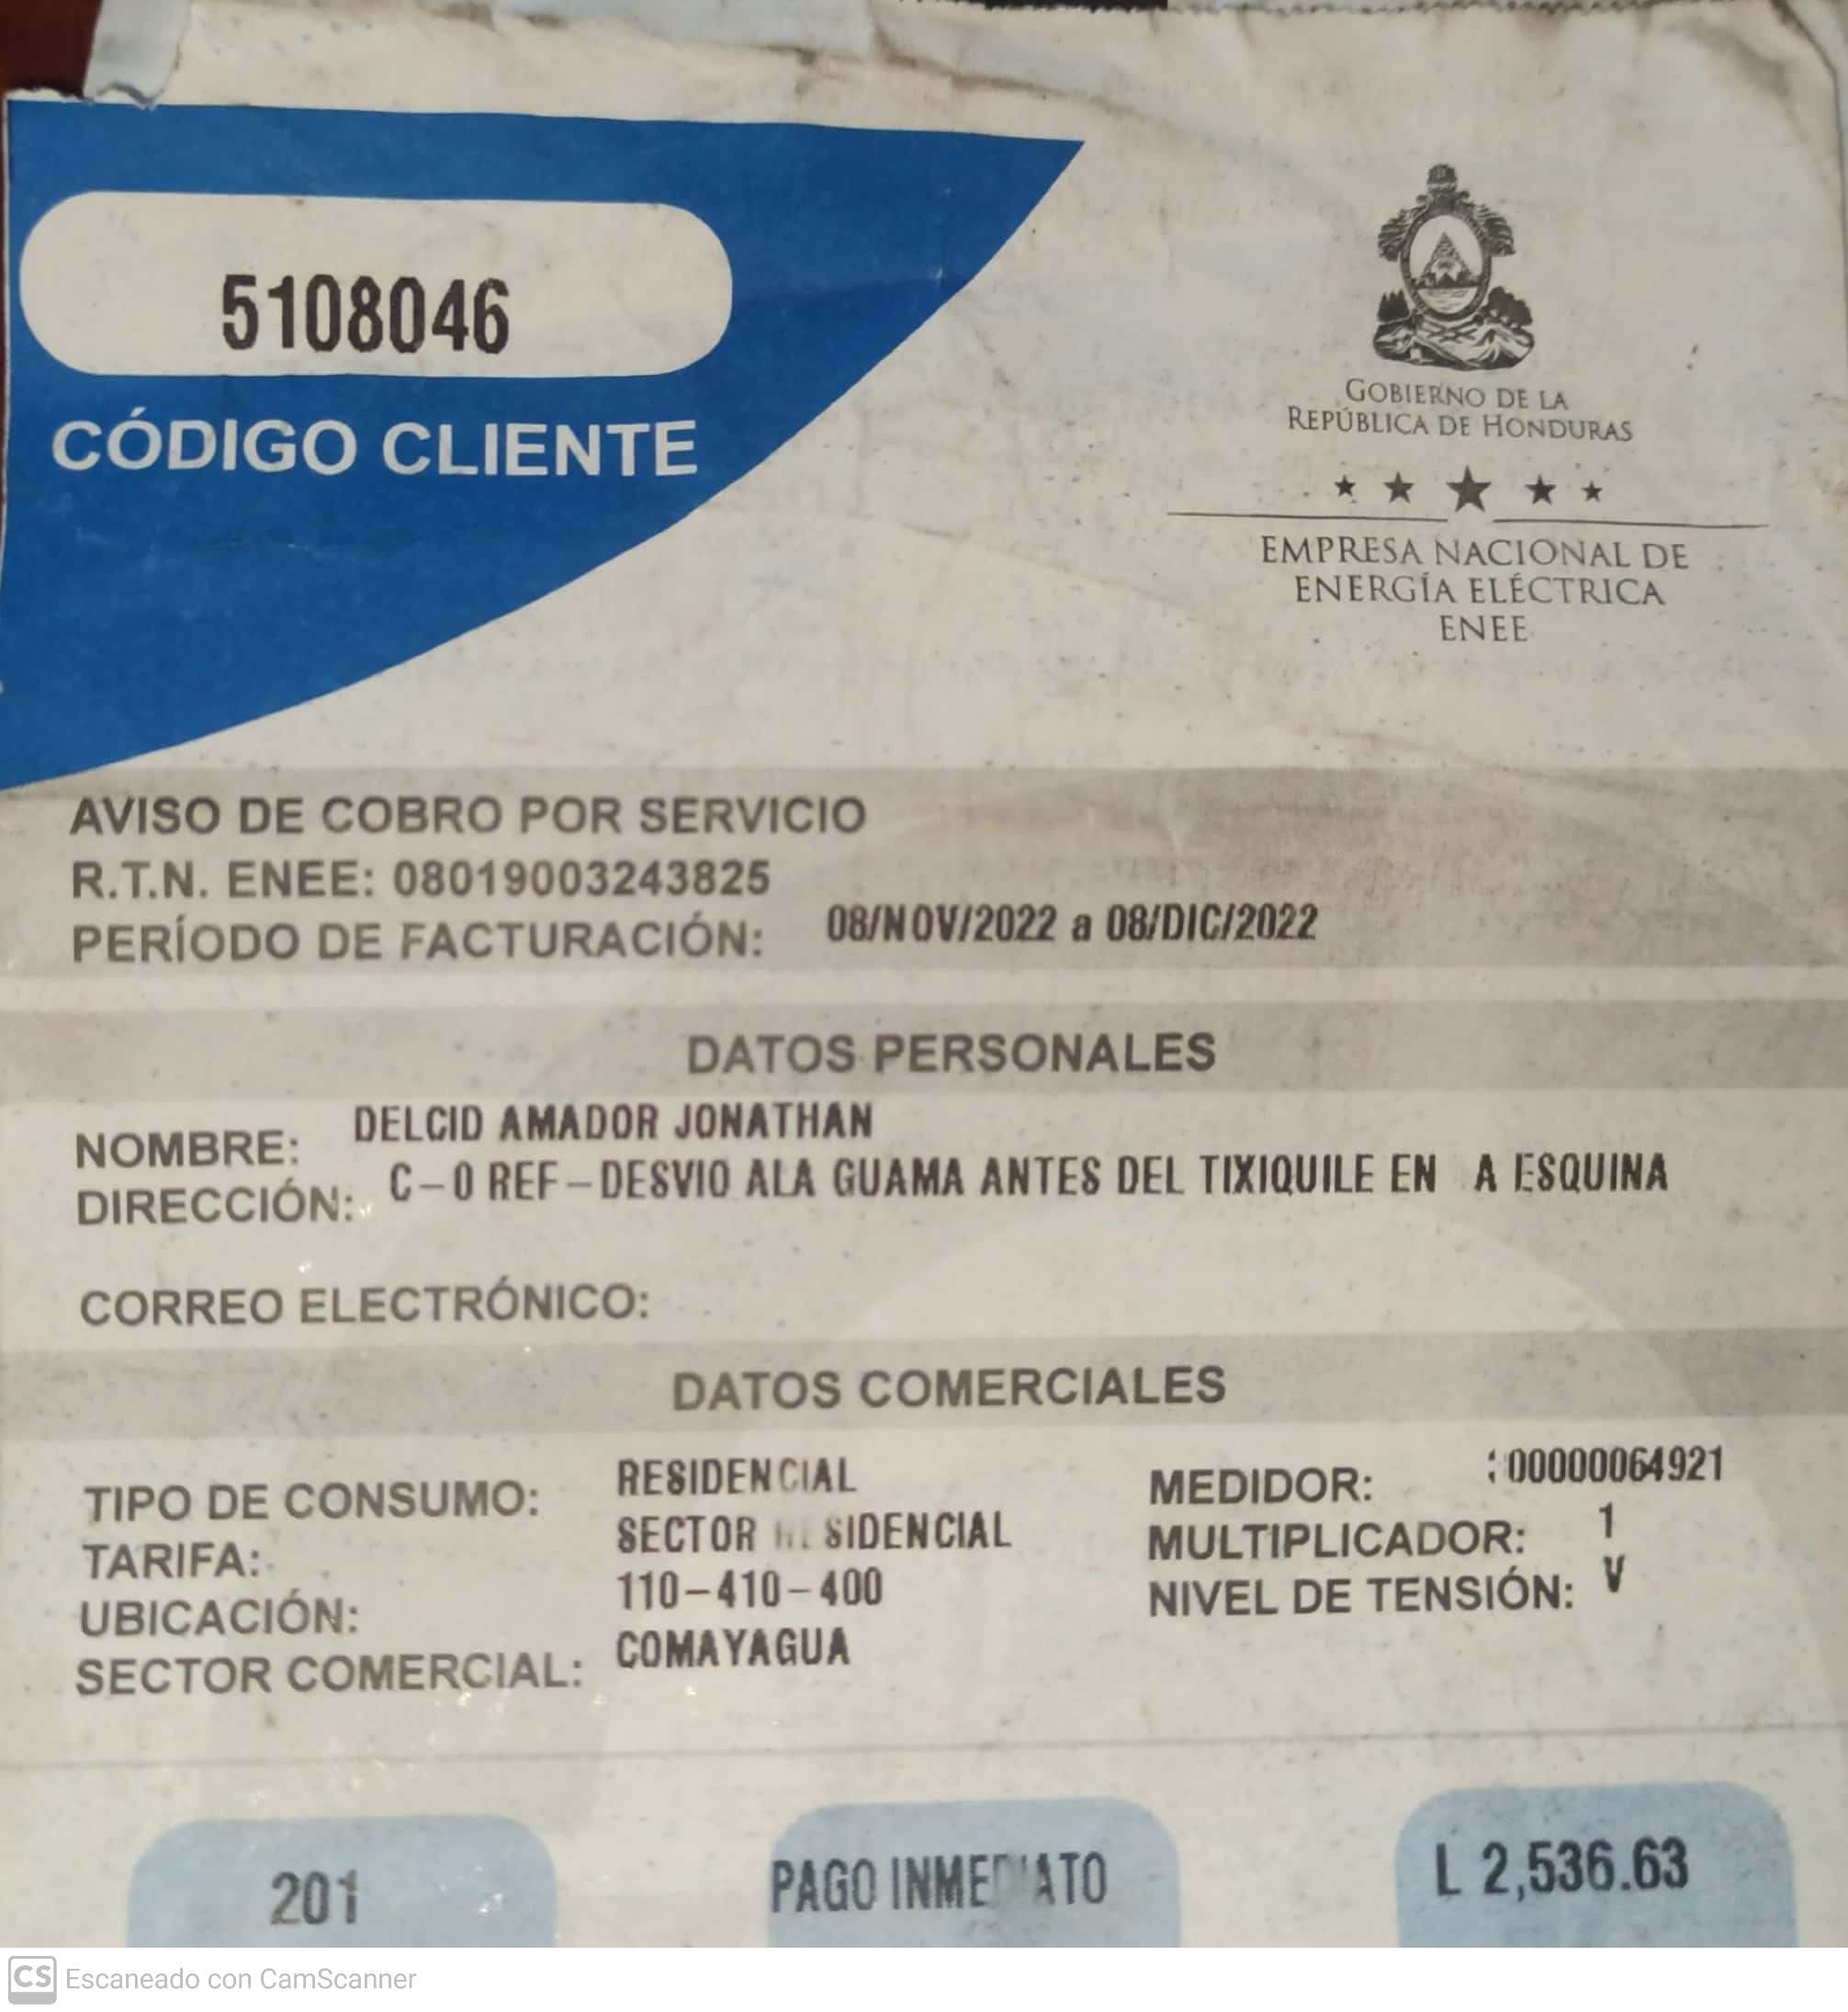 5108046
CÓDIGO CLIENTE
GOBIERNO DE LA
REPÚBLICA DE HONDURAS
EMPRESA NACIONAL DE
ENERGÍA ELÉCTRICA
ENEE
AVISO DE COBRO POR SERVICIO
R.T.N. ENEE: 08019003243825
PERÍODO DE FACTURACIÓN: 08/NOV/2022 a 08/DIC/2022
DATOS PERSONALES
NOMBRE: DELCID AMADOR JONATHAN
DIRECCIÓN: C-0 REF-DESVIO ALA GUAMA ANTES DEL TIXIQUILE EN A ESQUINA
CORREO ELECTRÓNICO:
DATOS COMERCIALES
TIPO DE CONSUMO: RESIDENCIAL MEDIDOR: 00000064921
TARIFA: SECTOR RESIDENCIAL MULTIPLICADOR: 1
UBICACIÓN: 110-410-400 NIVEL DE TENSIÓN: V
SECTOR COMERCIAL: COMAYAGUA
201 PAGO INMEDIATO L 2,536.63
CS Escaneado con CamScanner